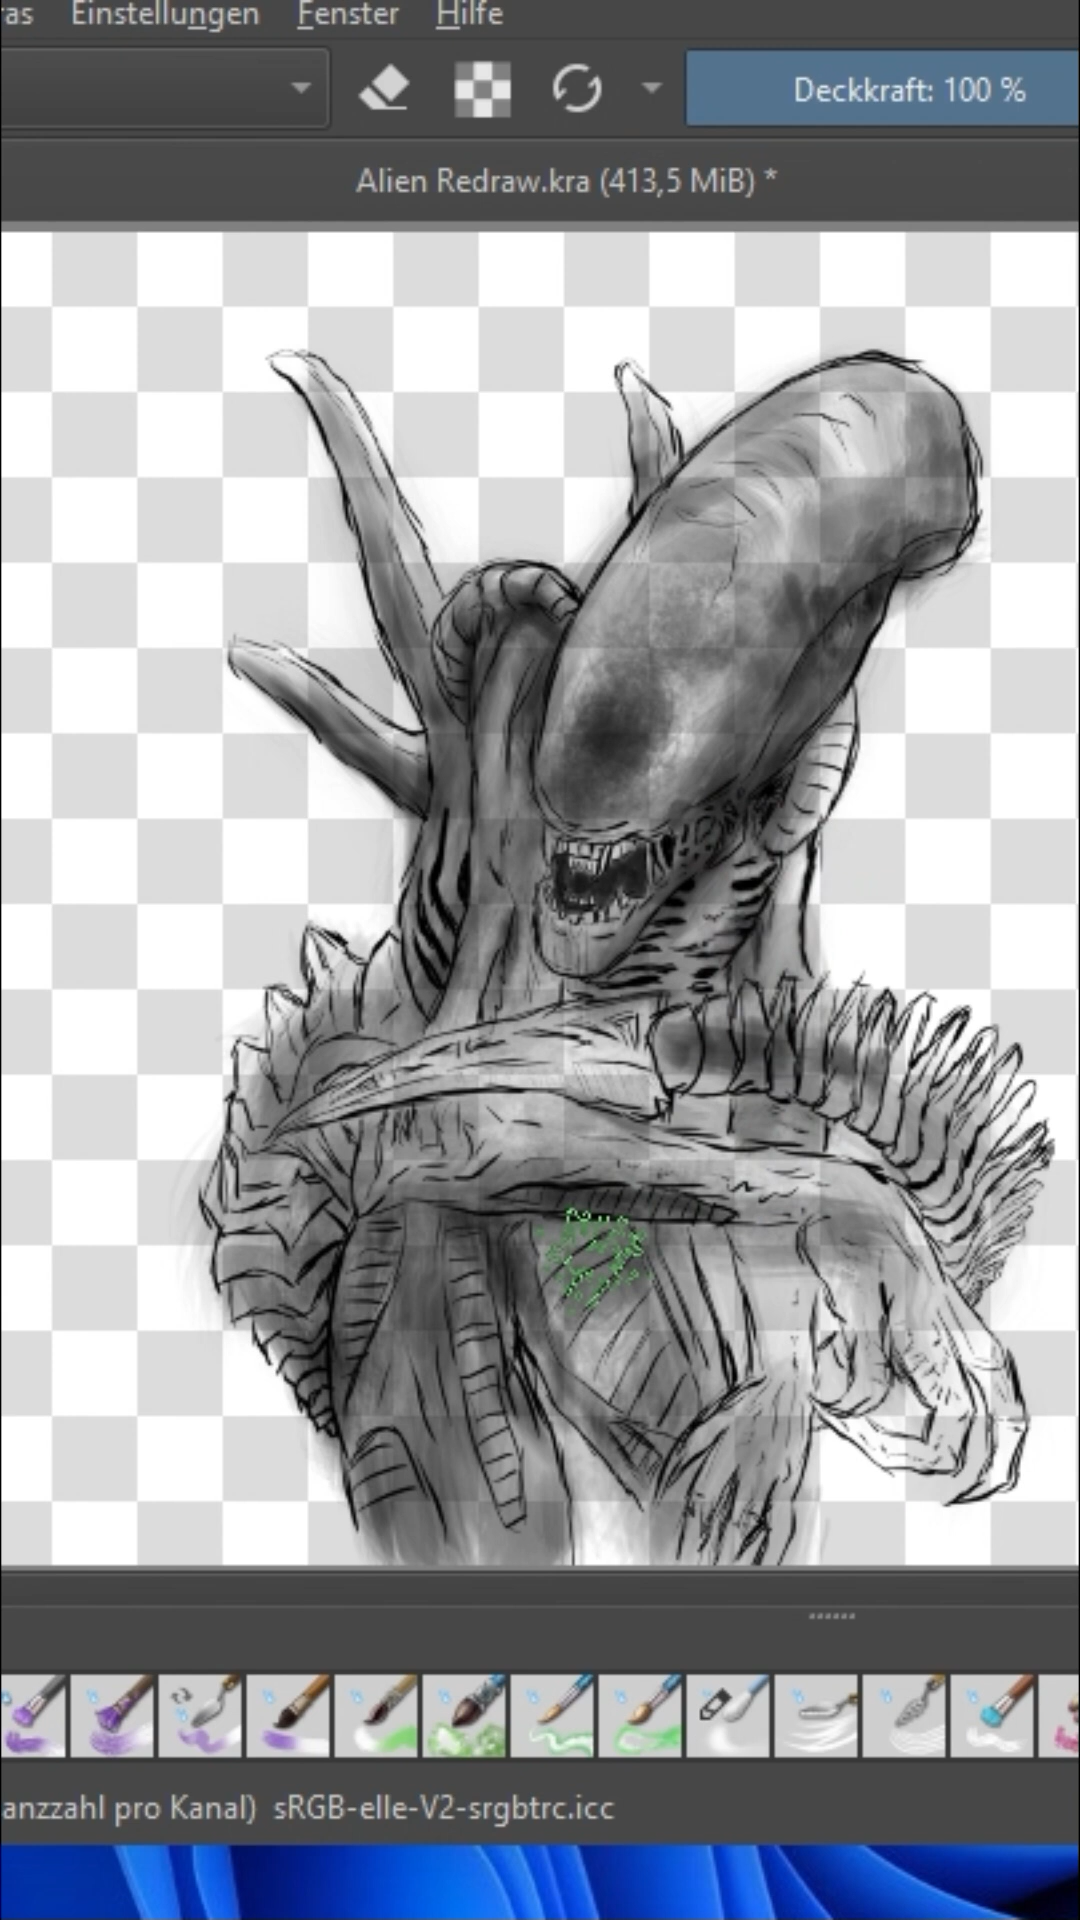 ras Einstellungen Fenster Hilfe
Deckkraft: 100 %
Alien Redraw.kra (413,5 MiB) *
anzzahl pro Kanal) sRGB-elle-V2-srgbtrc.icc